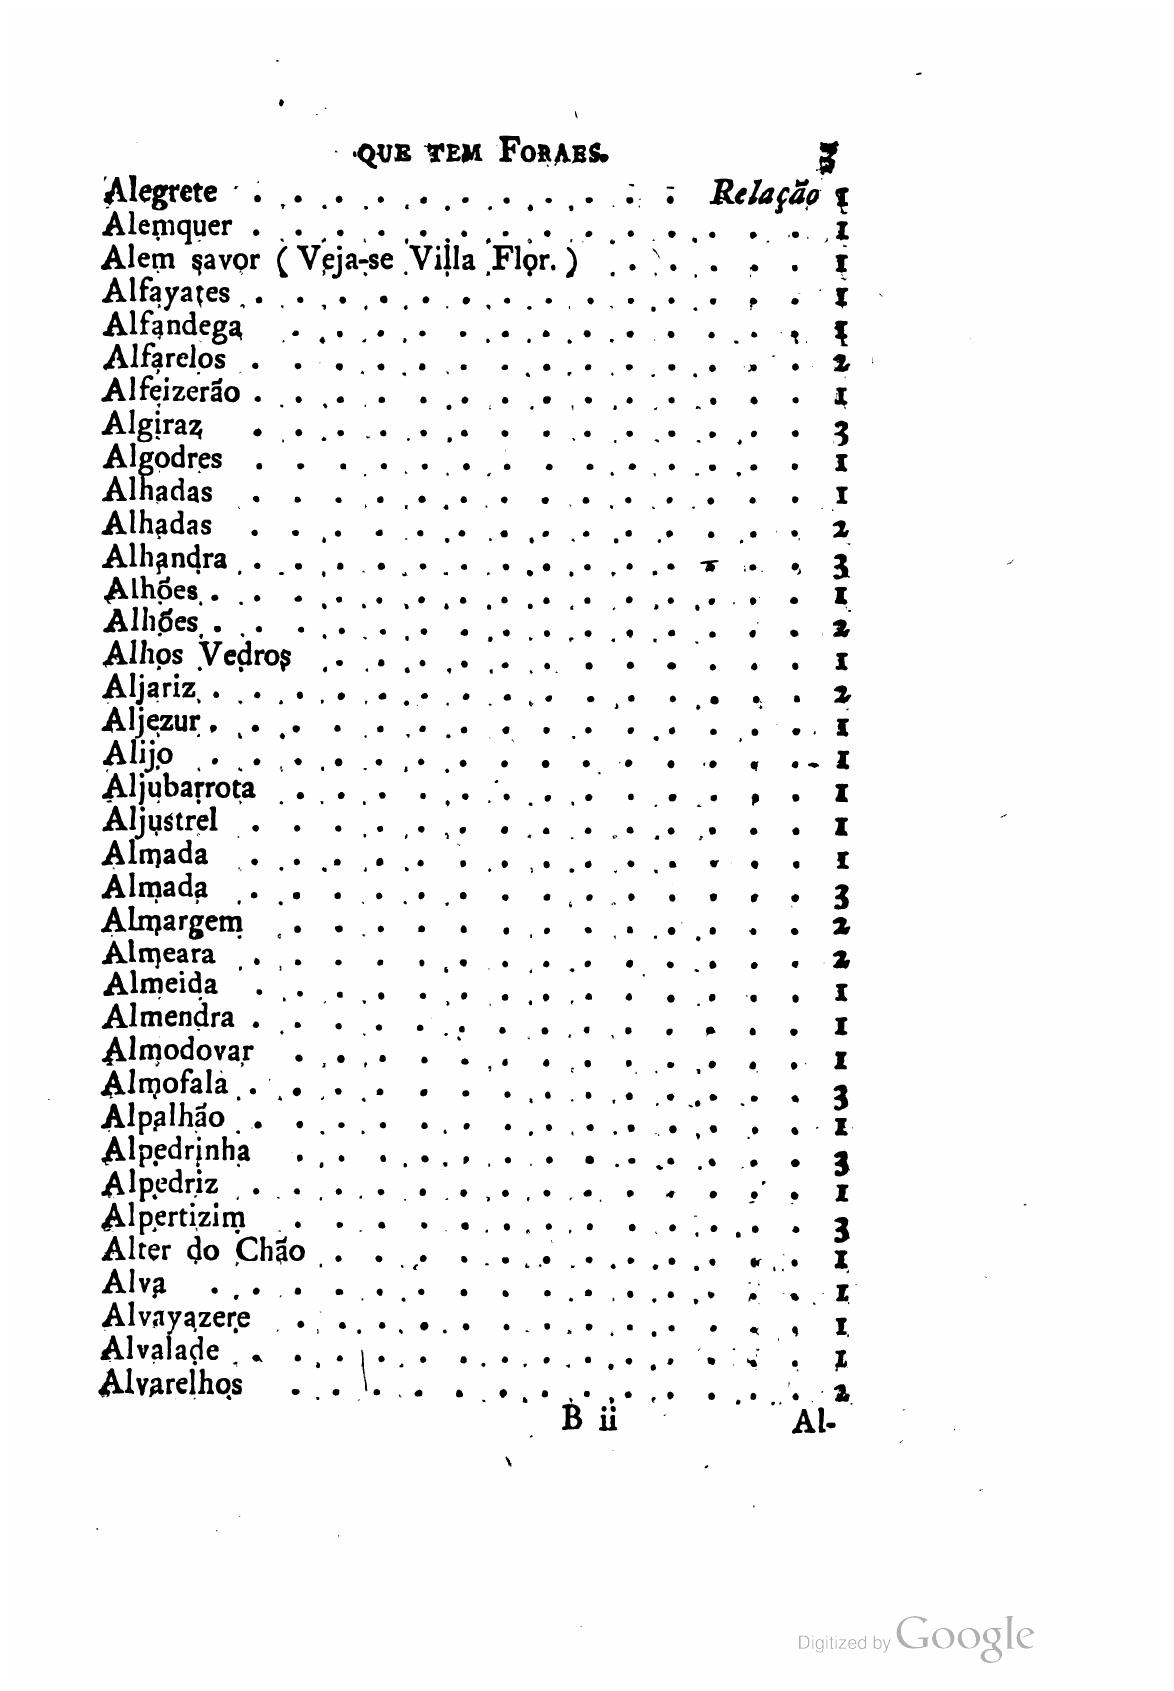 QUE TEM FORAES. 3
Alegrete . . . . . . . . . . . Relação 1
Alemquer . . . . . . . . . . . . . . 1
Alem savor ( Veja-se Villa Flor. ) . . . . . . 1
Alfayates . . . . . . . . . . . . . . 1
Alfandega . . . . . . . . . . . . . 1
Alfarelos . . . . . . . . . . . . . . 2
Alfeizerão . . . . . . . . . . . . . . 1
Algiraz . . . . . . . . . . . . . . 3
Algodres . . . . . . . . . . . . . . 1
Alhadas . . . . . . . . . . . . . . 1
Alhadas . . . . . . . . . . . . . . 2
Alhandra . . . . . . . . . . . . . . 3
Alhões . . . . . . . . . . . . . . . 1
Alhões . . . . . . . . . . . . . . . 2
Alhos Vedros . . . . . . . . . . . . 1
Aljariz . . . . . . . . . . . . . . . 2
Aljezur . . . . . . . . . . . . . . . 1
Alijo . . . . . . . . . . . . . . . 1
Aljubarrota . . . . . . . . . . . . . 1
Aljustrel . . . . . . . . . . . . . . 1
Almada . . . . . . . . . . . . . . 1
Almada . . . . . . . . . . . . . . 3
Almargem . . . . . . . . . . . . . 2
Almeara . . . . . . . . . . . . . . 2
Almeida . . . . . . . . . . . . . . 1
Almendra . . . . . . . . . . . . . . 1
Almodovar . . . . . . . . . . . . . 1
Almofala . . . . . . . . . . . . . . 3
Alpalhão . . . . . . . . . . . . . . 1
Alpedrinha . . . . . . . . . . . . . 3
Alpedriz . . . . . . . . . . . . . . 1
Alpertizim . . . . . . . . . . . . . 3
Alter do Chão . . . . . . . . . . . . 1
Alva . . . . . . . . . . . . . . . 1
Alvayazere . . . . . . . . . . . . . 1
Alvalade . . . . . . . . . . . . . . 1
Alvarelhos . . . . . . . . . . . . . 2
B ii Al-
Digitized by Google